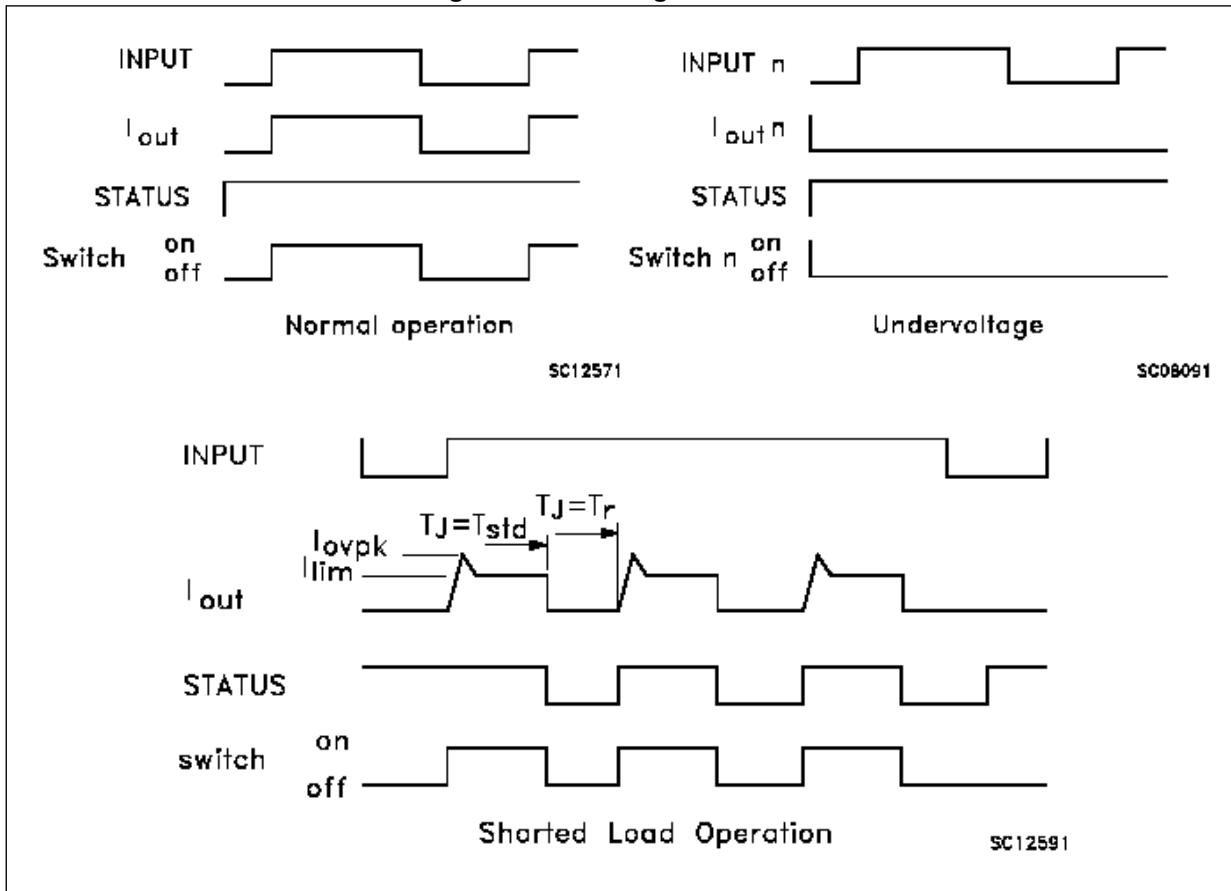 INPUT
I out
STATUS
Switch on off
Normal operation
SC12571
INPUT n
I out n
STATUS
Switch n on off
Undervoltage
SC08091
INPUT
TJ=Tstd
TJ=Tr
Iovpk
Ilim
I out
STATUS
switch on off
Shorted Load Operation
SC12591